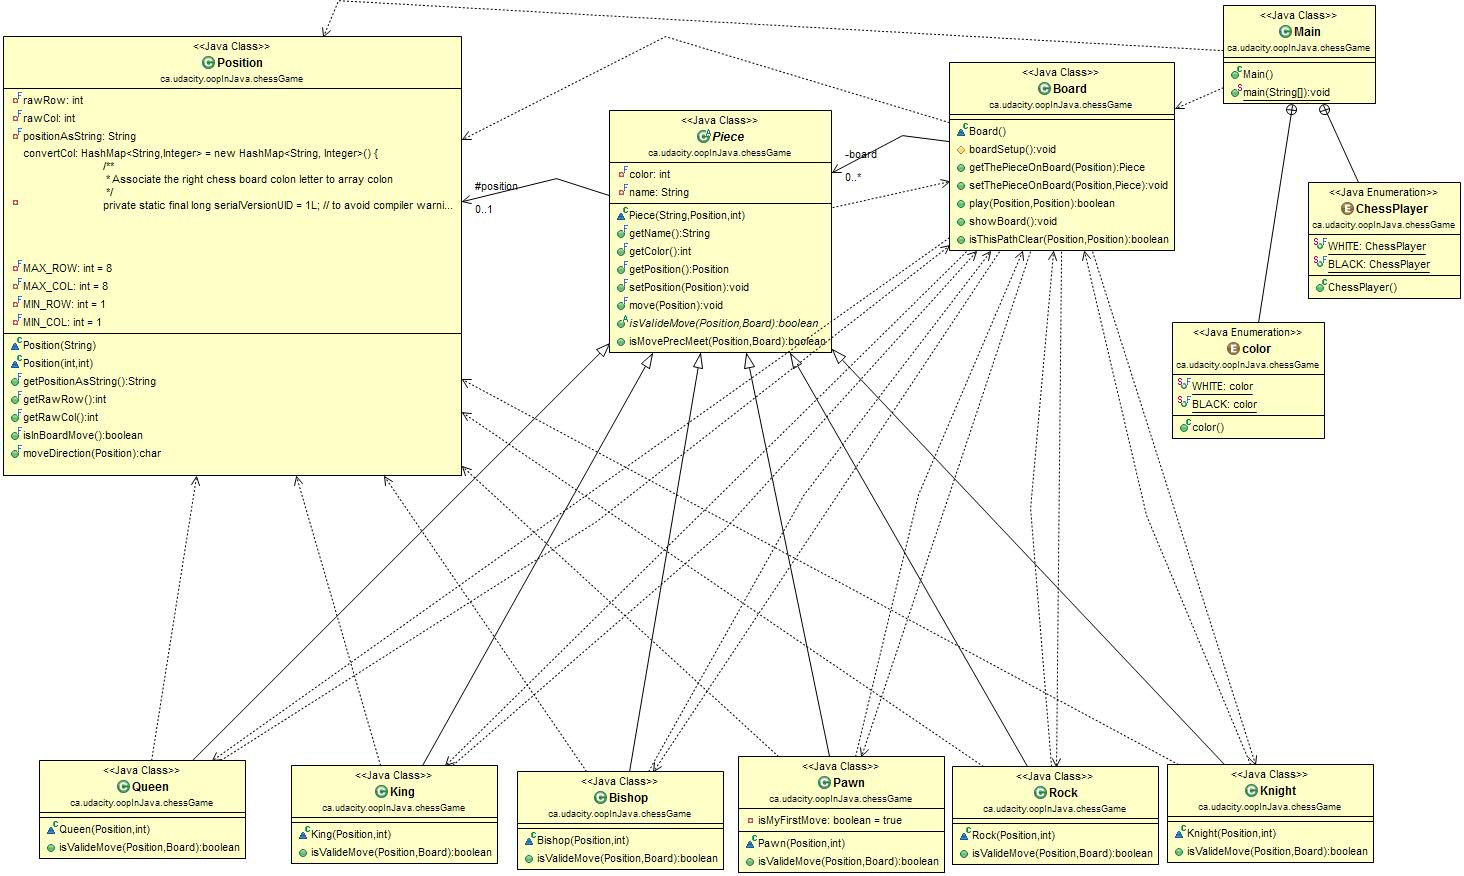 <<Java Class>>
Position
ca.udacity.oopInJava.chessGame
rawRow: int
rawCol: int
positionAsString: String
convertCol: HashMap<String,Integer> = new HashMap<String, Integer>() {
/**
* Associate the right chess board colon letter to array colon
*/
private static final long serialVersionUID = 1L; // to avoid compiler warni...
MAX_ROW: int = 8
MAX_COL: int = 8
MIN_ROW: int = 1
MIN_COL: int = 1
Position(String)
Position(int,int)
getPositionAsString():String
getRawRow():int
getRawCol():int
isInBoardMove():boolean
moveDirection(Position):char
#position
0..1
<<Java Class>>
Piece
ca.udacity.oopInJava.chessGame
color: int
name: String
Piece(String,Position,int)
getName():String
getColor():int
getPosition():Position
setPosition(Position):void
move(Position):void
isValideMove(Position,Board):boolean
isMovePrecMeet(Position,Board):boolean
-board
0..*
<<Java Class>>
Board
ca.udacity.oopInJava.chessGame
Board()
boardSetup():void
getThePieceOnBoard(Position):Piece
setThePieceOnBoard(Position,Piece):void
play(Position,Position):boolean
showBoard():void
isThisPathClear(Position,Position):boolean
<<Java Class>>
Main
ca.udacity.oopInJava.chessGame
Main()
main(String[]):void
<<Java Enumeration>>
ChessPlayer
ca.udacity.oopInJava.chessGame
WHITE: ChessPlayer
BLACK: ChessPlayer
ChessPlayer()
<<Java Enumeration>>
color
ca.udacity.oopInJava.chessGame
WHITE: color
BLACK: color
color()
<<Java Class>>
Queen
ca.udacity.oopInJava.chessGame
Queen(Position,int)
isValideMove(Position,Board):boolean
<<Java Class>>
King
ca.udacity.oopInJava.chessGame
King(Position,int)
isValideMove(Position,Board):boolean
<<Java Class>>
Bishop
ca.udacity.oopInJava.chessGame
Bishop(Position,int)
isValideMove(Position,Board):boolean
<<Java Class>>
Pawn
ca.udacity.oopInJava.chessGame
isMyFirstMove: boolean = true
Pawn(Position,int)
isValideMove(Position,Board):boolean
<<Java Class>>
Rock
ca.udacity.oopInJava.chessGame
Rock(Position,int)
isValideMove(Position,Board):boolean
<<Java Class>>
Knight
ca.udacity.oopInJava.chessGame
Knight(Position,int)
isValideMove(Position,Board):boolean